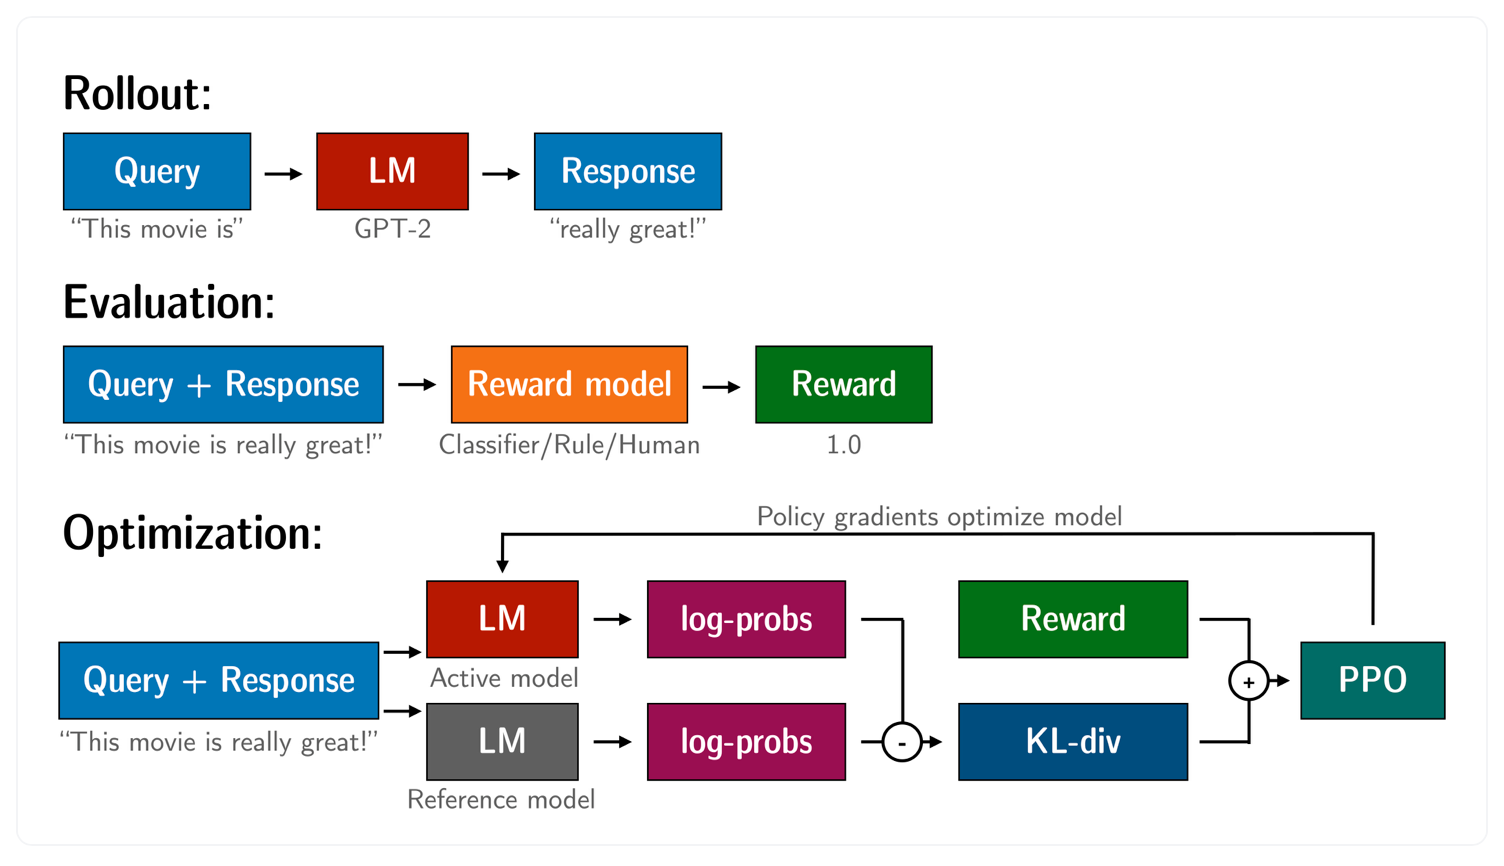 Rollout:
Query
LM
Response
“This movie is”
GPT-2
“really great!”
Evaluation:
Query + Response
Reward model
Reward
“This movie is really great!”
Classifier/Rule/Human
1.0
Optimization:
Policy gradients optimize model
LM
log-probs
Reward
Active model
Query + Response
+
PPO
“This movie is really great!”
LM
log-probs
-
KL-div
Reference model